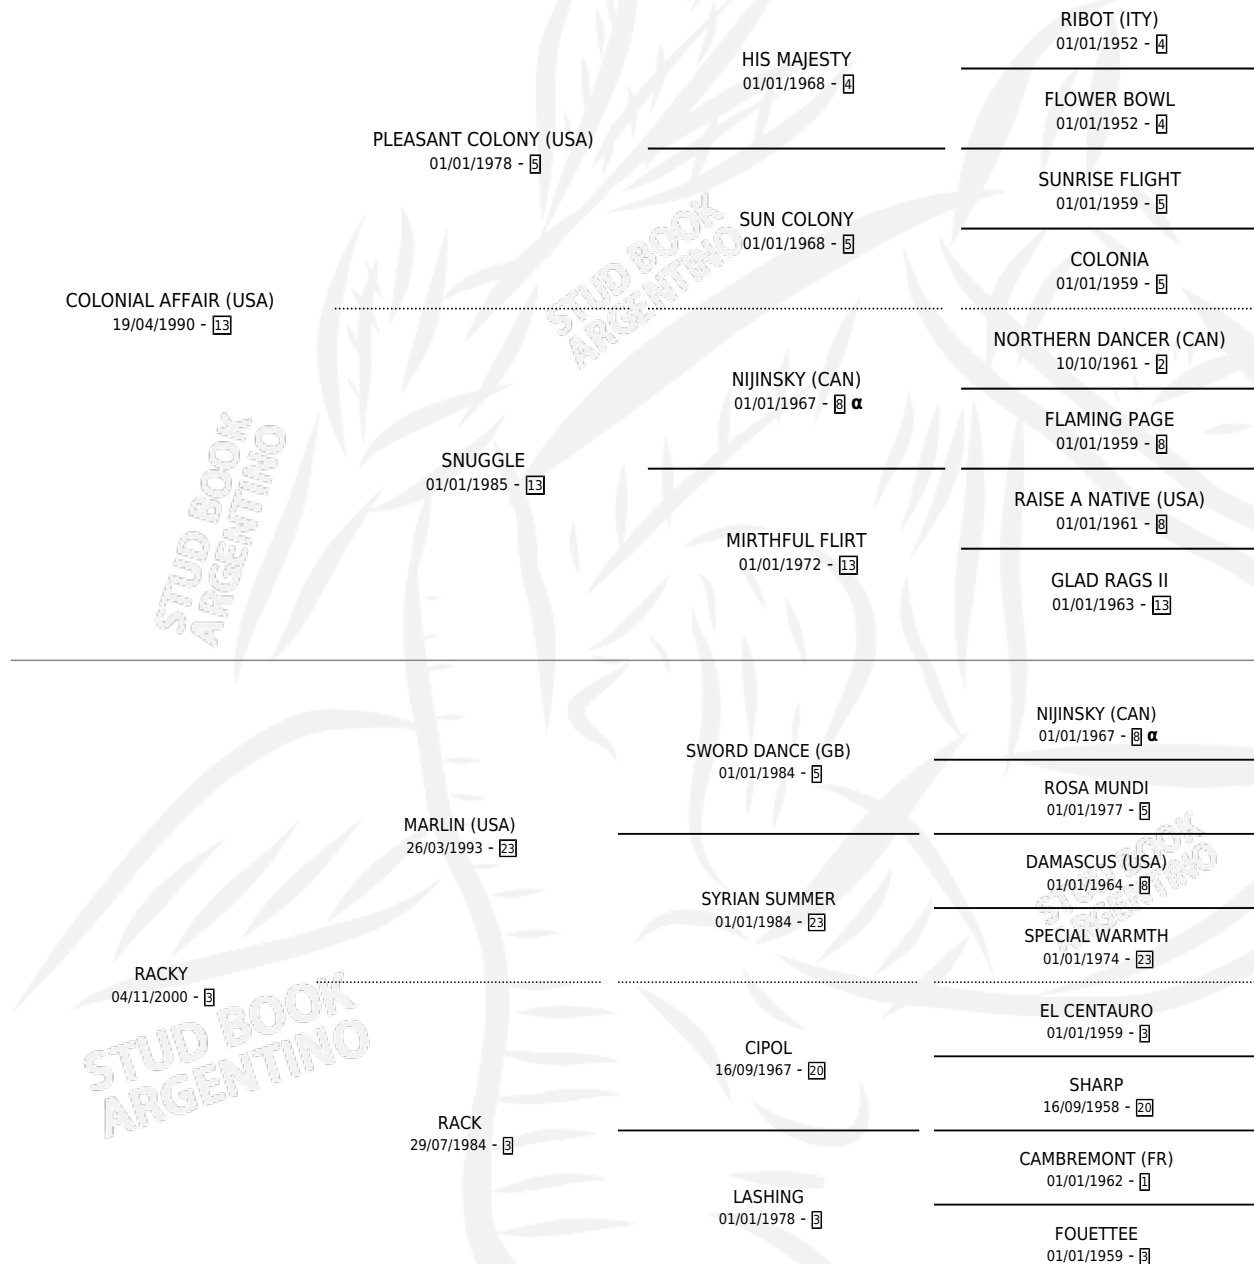 RIBOT (ITY)
01/01/1952 - 4
HIS MAJESTY
01/01/1968 - 4
FLOWER BOWL
01/01/1952 - 4
PLEASANT COLONY (USA)
01/01/1978 - 5
SUNRISE FLIGHT
01/01/1959 - 5
SUN COLONY
01/01/1968 - 5
COLONIA
01/01/1959 - 5
STUD BOOK
ARGENTINO
COLONIAL AFFAIR (USA)
19/04/1990 - 13
NORTHERN DANCER (CAN)
10/10/1961 - 2
NIJINSKY (CAN)
01/01/1967 - 8 α
FLAMING PAGE
01/01/1959 - 8
SNUGGLE
01/01/1985 - 13
RAISE A NATIVE (USA)
01/01/1961 - 8
MIRTHFUL FLIRT
01/01/1972 - 13
GLAD RAGS II
01/01/1963 - 13
STUD BOOK
ARGENTINO
NIJINSKY (CAN)
01/01/1967 - 8 α
SWORD DANCE (GB)
01/01/1984 - 5
ROSA MUNDI
01/01/1977 - 5
MARLIN (USA)
26/03/1993 - 23
DAMASCUS (USA)
01/01/1964 - 8
SYRIAN SUMMER
01/01/1984 - 23
SPECIAL WARMTH
01/01/1974 - 23
STUD BOOK
ARGENTINO
RACKY
04/11/2000 - 3
EL CENTAURO
01/01/1959 - 3
CIPOL
16/09/1967 - 20
SHARP
16/09/1958 - 20
RACK
29/07/1984 - 3
CAMBREMONT (FR)
01/01/1962 - 1
LASHING
01/01/1978 - 3
FOUETTEE
01/01/1959 - 3
STUD BOOK
ARGENTINO